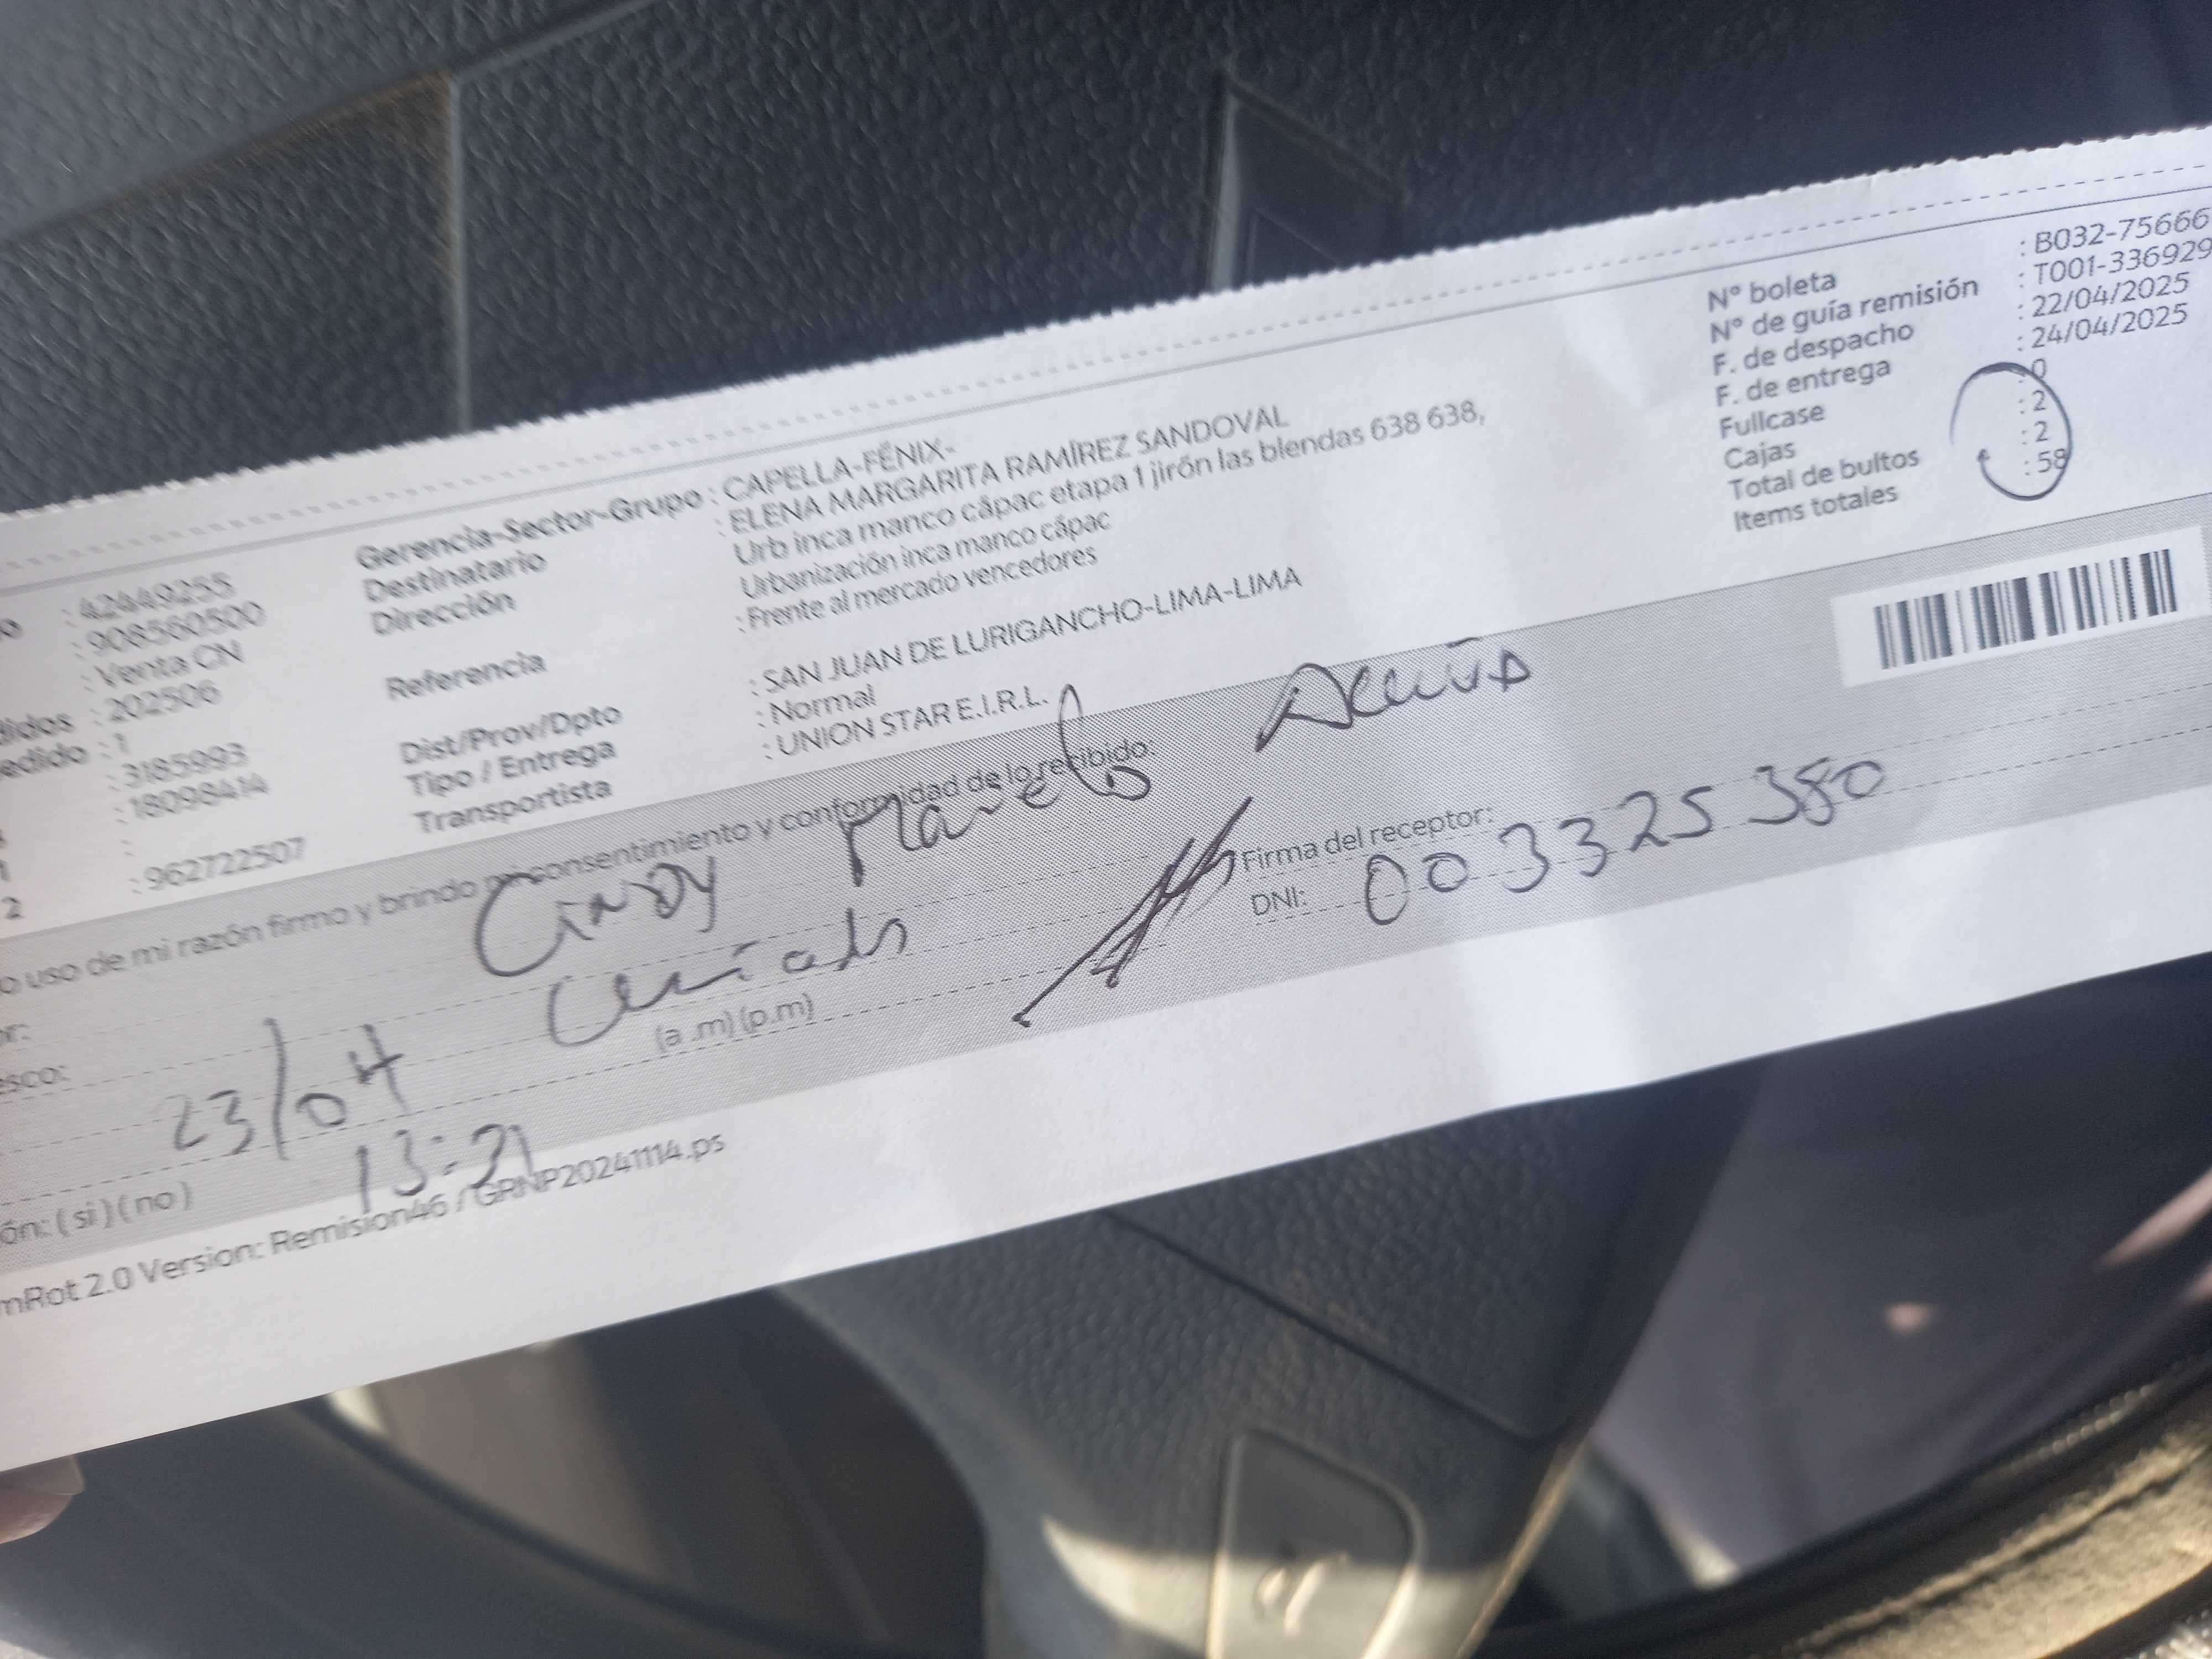 : 42449255
: 908560500
: Venta CN
: 202506
: 1
: 3185993
: 18098414
:
: 962722507
2
Gerencia-Sector-Grupo : CAPELLA-FÉNIX-
Destinatario : ELENA MARGARITA RAMÍREZ SANDOVAL
Dirección Urb inca manco cápac etapa 1 jirón las blendas 638 638,
Urbanización inca manco cápac
Referencia : Frente al mercado vencedores
Dist/Prov/Dpto : SAN JUAN DE LURIGANCHO-LIMA-LIMA
Tipo / Entrega : Normal
Transportista : UNION STAR E.I.R.L.
N° boleta : B032-75666
N° de guía remisión : T001-336929
F. de despacho : 22/04/2025
F. de entrega : 24/04/2025
Fullcase : 0
Cajas : 2
Total de bultos : 2
Items totales : 58
o uso de mi razón firmo y brindo mi consentimiento y conformidad de lo recibido:
Cindy
Firma del receptor:
DNI: 003325380
23/04
(a .m) (p.m)
13:21
ón: ( si ) ( no )
mRot 2.0 Version: Remision46 / GRNP20241114.ps